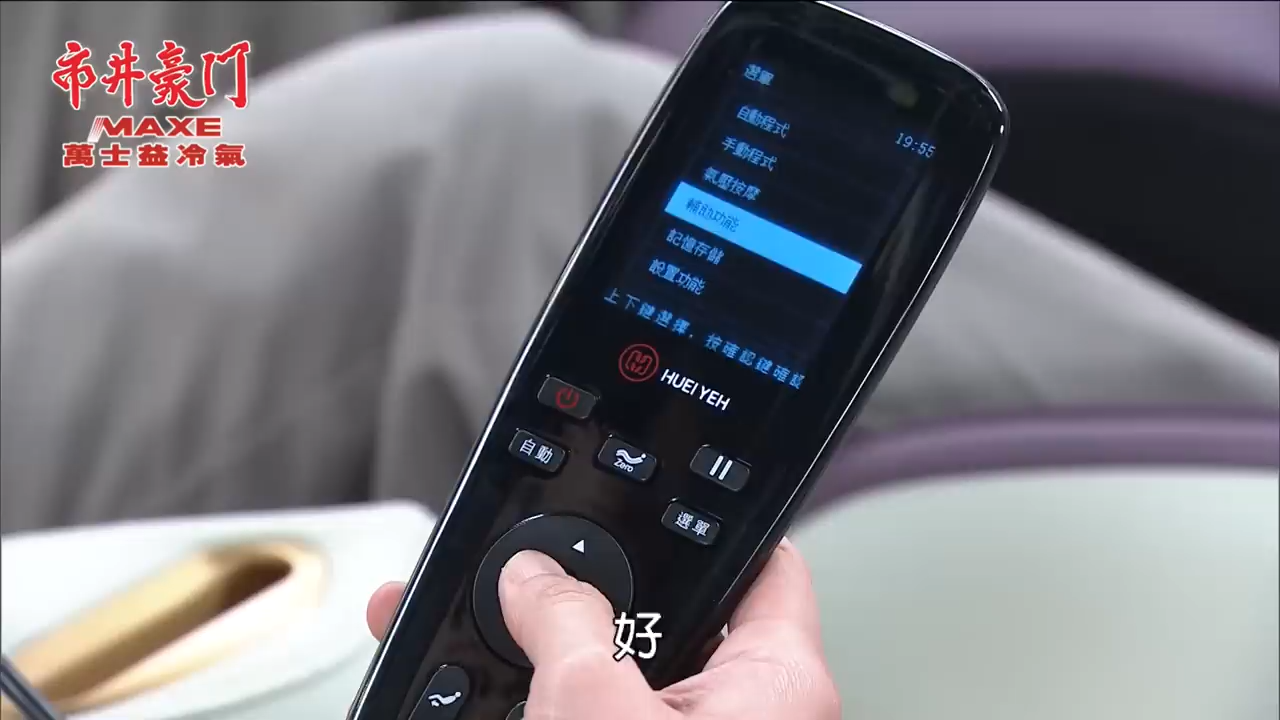 市井豪門
MAXE
萬士益冷氣
選單
19:55
自動程式
手動程式
氣壓按摩
輔助功能
記憶存儲
設置功能
上下鍵選擇，按確認鍵確認
HUEI YEH
自動
Zero
選單
好